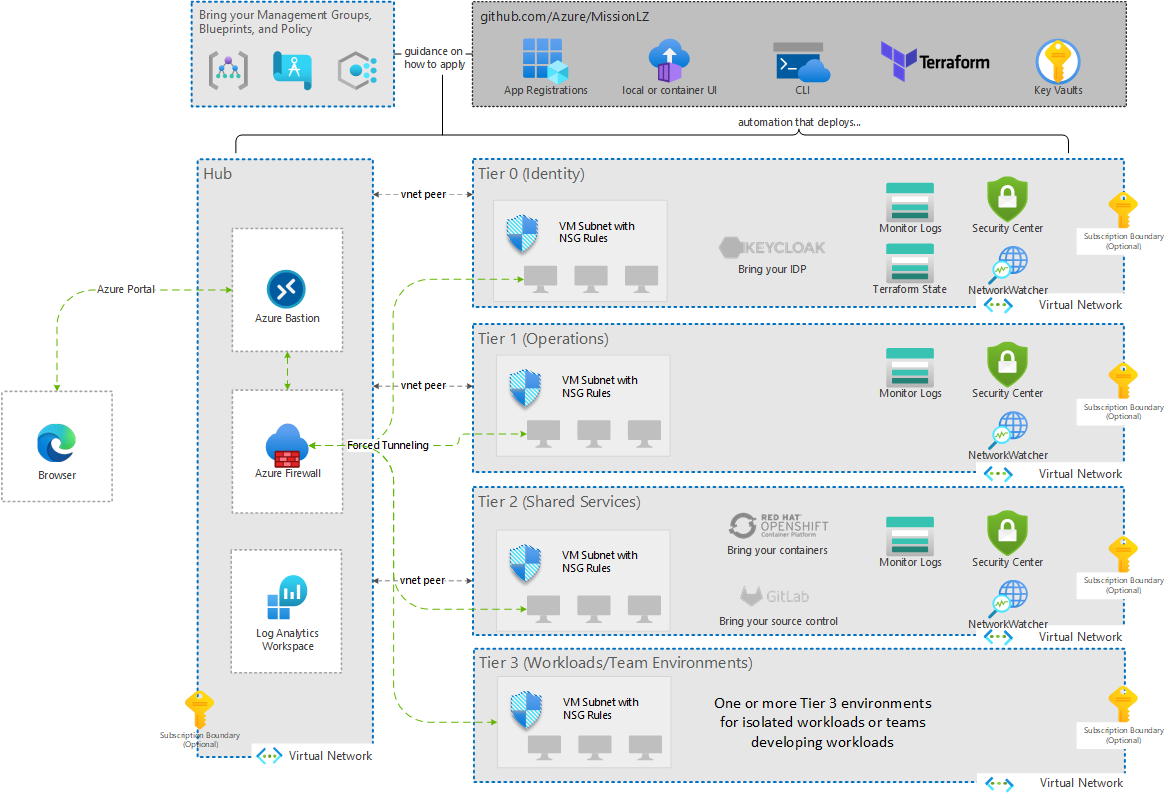 Bring your Management Groups,
Blueprints, and Policy
guidance on
how to apply
github.com/Azure/MissionLZ
App Registrations
local or container UI
CLI
Terraform
Key Vaults
automation that deploys...
Hub
Azure Bastion
Azure Portal
Browser
Azure Firewall
Forced Tunneling
Log Analytics
Workspace
Subscription Boundary
(Optional)
Virtual Network
vnet peer
vnet peer
vnet peer
Tier 0 (Identity)
VM Subnet with
NSG Rules
KEYCLOAK
Bring your IDP
Monitor Logs
Security Center
Terraform State
NetworkWatcher
Subscription Boundary
(Optional)
Virtual Network
Tier 1 (Operations)
VM Subnet with
NSG Rules
Monitor Logs
Security Center
NetworkWatcher
Subscription Boundary
(Optional)
Virtual Network
Tier 2 (Shared Services)
VM Subnet with
NSG Rules
RED HAT
OPENSHIFT
Container Platform
Bring your containers
GitLab
Bring your source control
Monitor Logs
Security Center
NetworkWatcher
Subscription Boundary
(Optional)
Virtual Network
Tier 3 (Workloads/Team Environments)
VM Subnet with
NSG Rules
One or more Tier 3 environments
for isolated workloads or teams
developing workloads
Subscription Boundary
(Optional)
Virtual Network